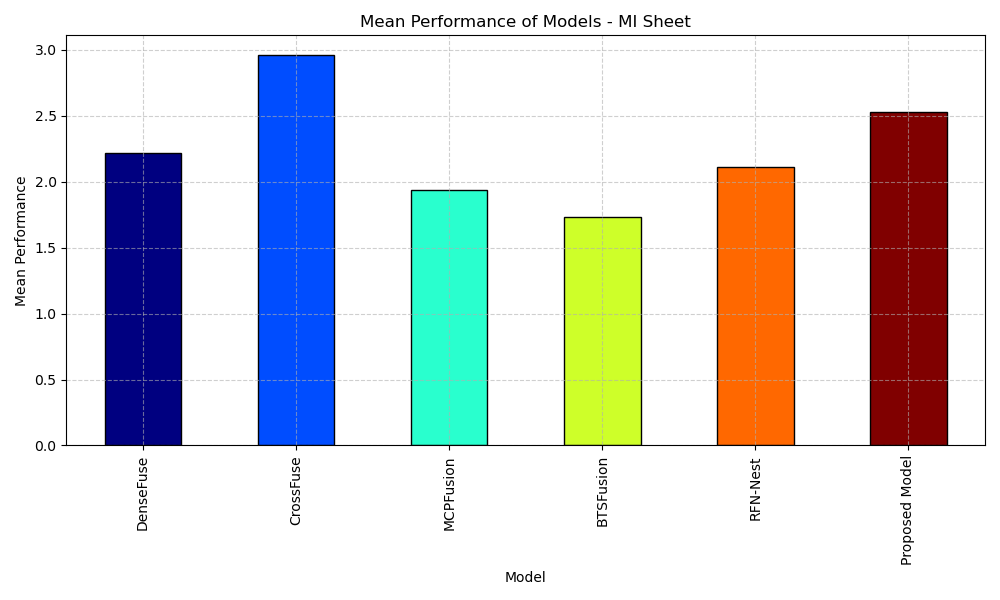 Mean Performance of Models - MI Sheet
Mean Performance
3.0
2.5
2.0
1.5
1.0
0.5
0.0
DenseFuse
CrossFuse
MCPFusion
BTSFusion
RFN-Nest
Proposed Model
Model